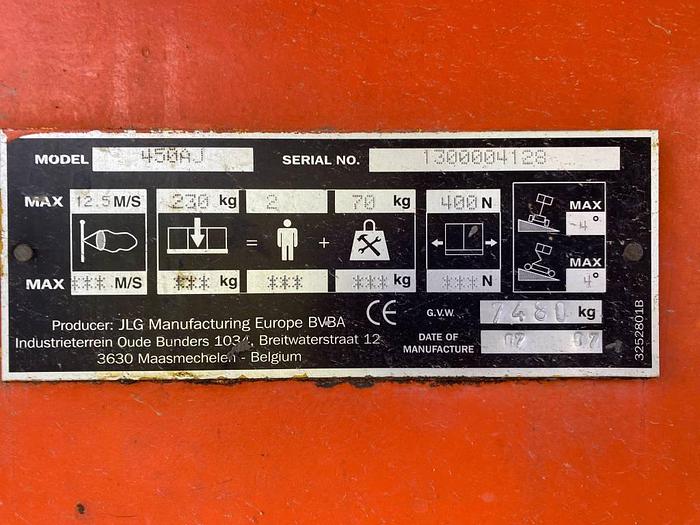 MODEL 450AJ SERIAL NO. 1300004128
MAX 12.5 M/S 230 kg 2 70 kg 400 N MAX 4°
= +
MAX *** M/S *** kg *** *** kg *** N MAX 4°
CE G.V.W. 7480 kg
Producer: JLG Manufacturing Europe BVBA
Industrieterrein Oude Bunders 1034, Breitwaterstraat 12
3630 Maasmechelen - Belgium
DATE OF
MANUFACTURE 07 07
3252801B